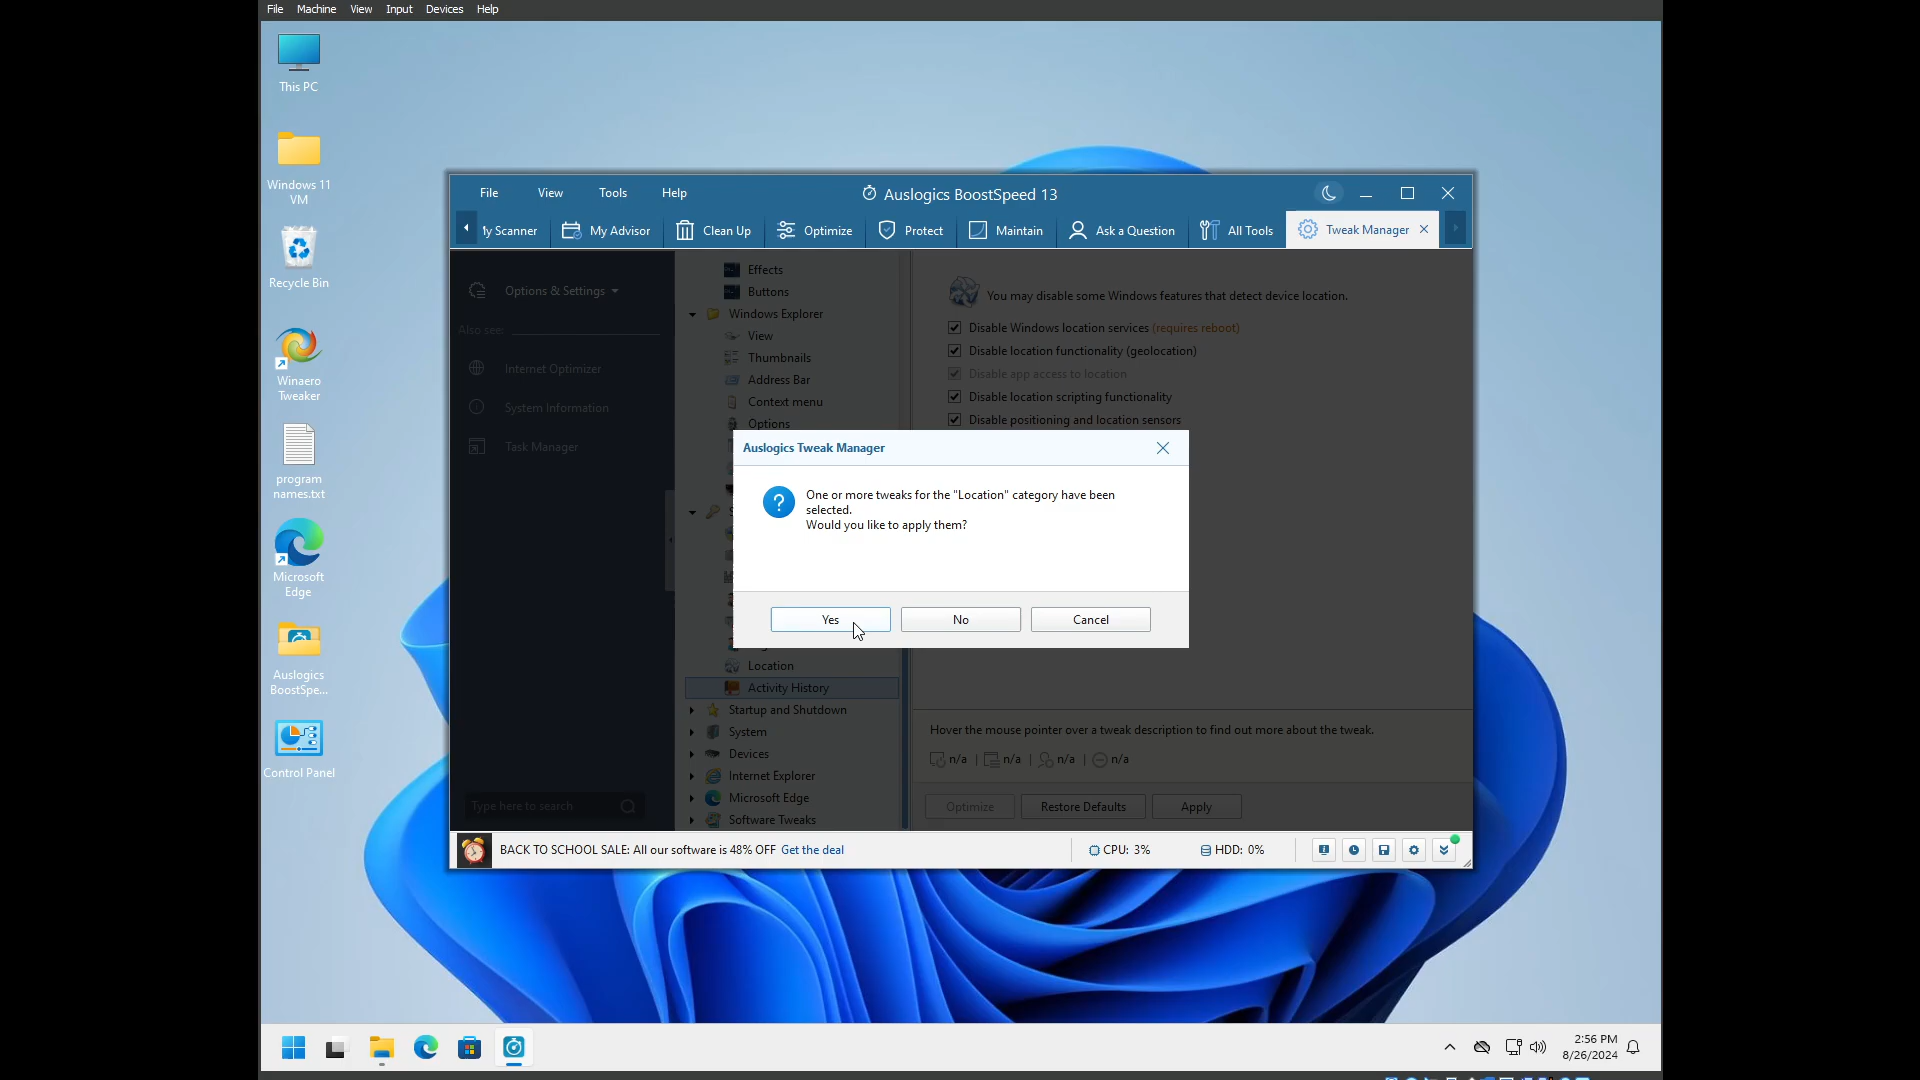 File Machine View Input Devices Help
This PC
Windows 11
VM
Recycle Bin
Winaero
Tweaker
program
names.txt
Microsoft
Edge
Auslogics
BoostSpe...
Control Panel
File View Tools Help
Auslogics BoostSpeed 13
y Scanner My Advisor Clean Up Optimize Protect Maintain Ask a Question All Tools Tweak Manager
Options & Settings
Also see:
Internet Optimizer
System Information
Task Manager
Type here to search
Effects
Buttons
Windows Explorer
View
Thumbnails
Address Bar
Context menu
Options
Location
Activity History
Startup and Shutdown
System
Devices
Internet Explorer
Microsoft Edge
Software Tweaks
You may disable some Windows features that detect device location.
Disable Windows location services (requires reboot)
Disable location functionality (geolocation)
Disable app access to location
Disable location scripting functionality
Disable positioning and location sensors
Auslogics Tweak Manager
One or more tweaks for the "Location" category have been
selected.
Would you like to apply them?
Yes No Cancel
Hover the mouse pointer over a tweak description to find out more about the tweak.
n/a | n/a | n/a | n/a
Optimize Restore Defaults Apply
BACK TO SCHOOL SALE: All our software is 48% OFF Get the deal
CPU: 3% HDD: 0%
2:56 PM
8/26/2024